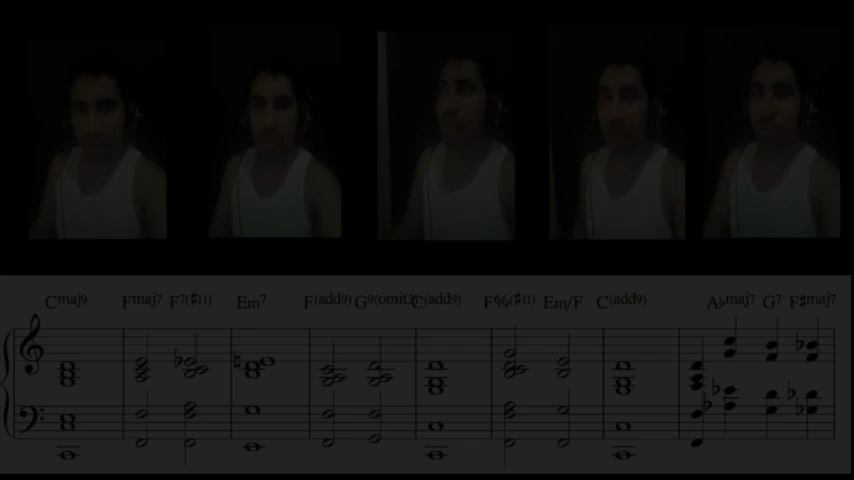 Cmaj9 Fmaj7 F7(♯11) Em7 F(add9) G9(omit3) C(add9) F6/9(♯11) Em/F C(add9) A♭maj7 G7 F♯maj7